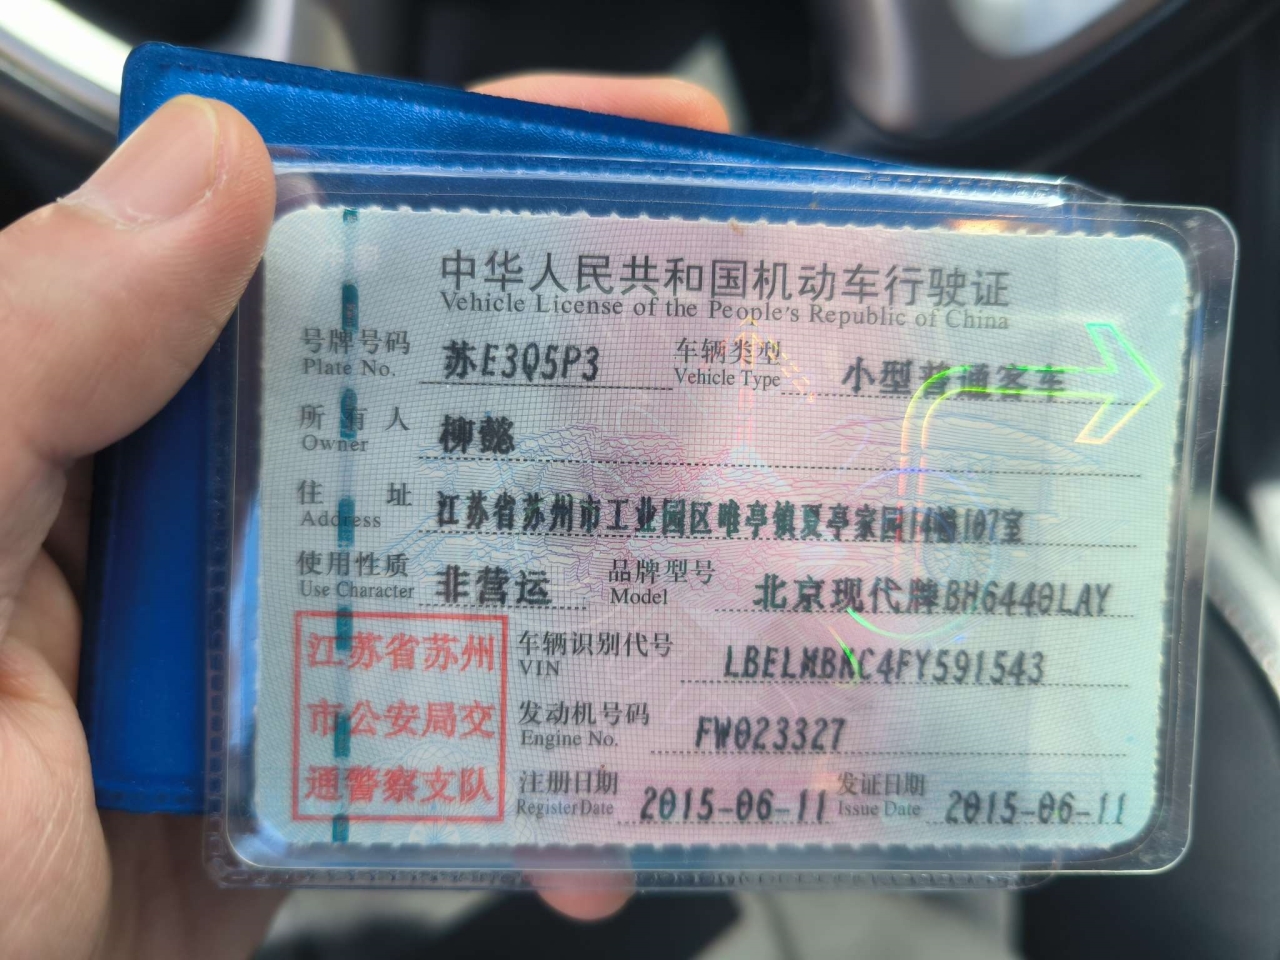 中华人民共和国机动车行驶证
Vehicle License of the People's Republic of China
号牌号码 苏E3Q5P3 车辆类型 小型普通客车
Plate No. Vehicle Type
所有人 柳懿
Owner
住址 江苏省苏州市工业园区唯亭镇夏亭家园14幢107室
Address
使用性质 非营运 品牌型号 北京现代牌BH6440LAY
Use Character Model
江苏省苏州
市公安局交
通警察支队
车辆识别代号 LBELMBKC4FY591543
VIN
发动机号码 FW023327
Engine No.
注册日期 2015-06-11 发证日期 2015-06-11
Register Date Issue Date